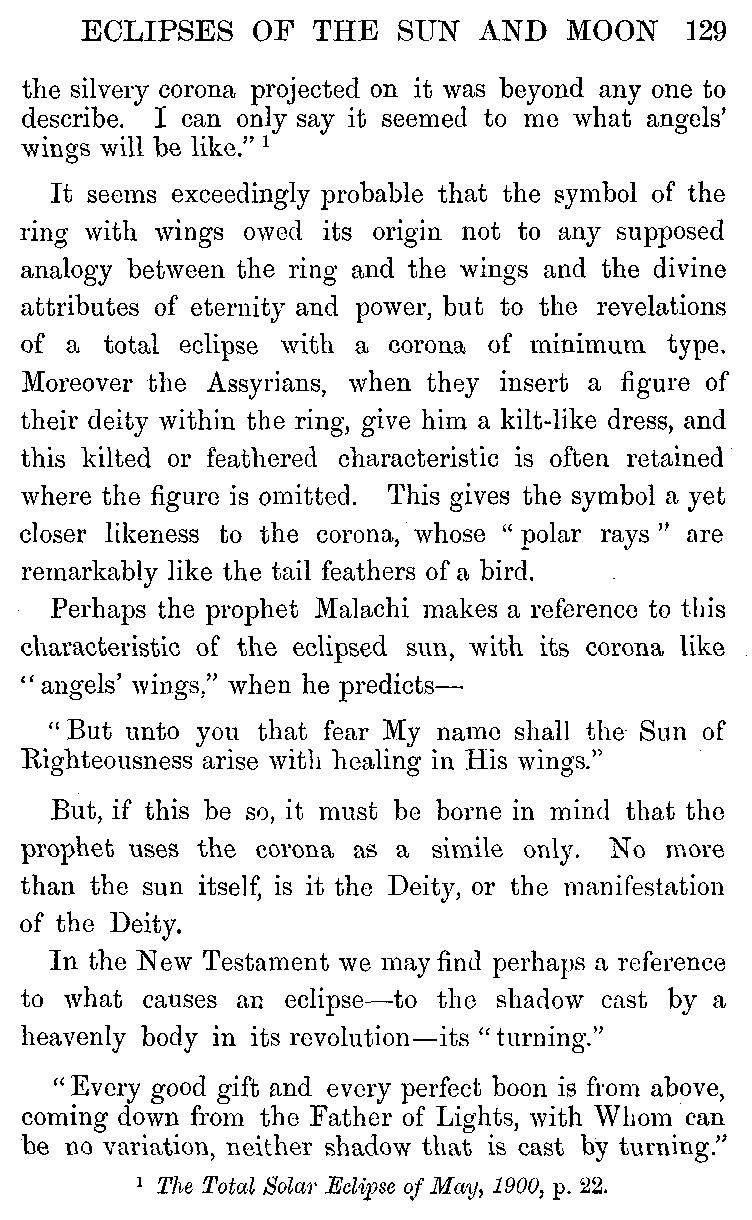 ECLIPSES OF THE SUN AND MOON 129
the silvery corona projected on it was beyond any one to
describe. I can only say it seemed to me what angels'
wings will be like." ¹
It seems exceedingly probable that the symbol of the
ring with wings owed its origin not to any supposed
analogy between the ring and the wings and the divine
attributes of eternity and power, but to the revelations
of a total eclipse with a corona of minimum type.
Moreover the Assyrians, when they insert a figure of
their deity within the ring, give him a kilt-like dress, and
this kilted or feathered characteristic is often retained
where the figure is omitted. This gives the symbol a yet
closer likeness to the corona, whose "polar rays" are
remarkably like the tail feathers of a bird.
Perhaps the prophet Malachi makes a reference to this
characteristic of the eclipsed sun, with its corona like
"angels' wings," when he predicts—
"But unto you that fear My name shall the Sun of
Righteousness arise with healing in His wings."
But, if this be so, it must be borne in mind that the
prophet uses the corona as a simile only. No more
than the sun itself, is it the Deity, or the manifestation
of the Deity.
In the New Testament we may find perhaps a reference
to what causes an eclipse—to the shadow cast by a
heavenly body in its revolution—its "turning."
"Every good gift and every perfect boon is from above,
coming down from the Father of Lights, with Whom can
be no variation, neither shadow that is cast by turning."
¹ The Total Solar Eclipse of May, 1900, p. 22.